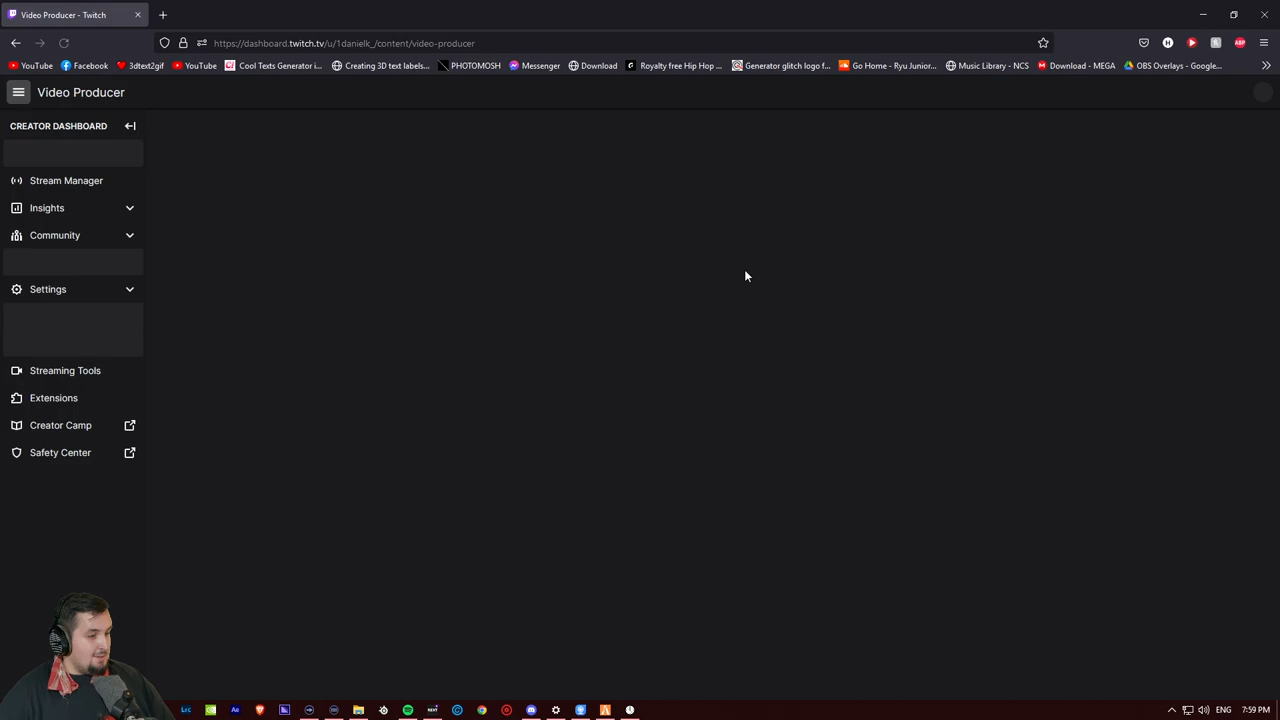 Video Producer - Twitch
https://dashboard.twitch.tv/u/1danielk_/content/video-producer
YouTube
Facebook
3dtext2gif
YouTube
Cool Texts Generator i...
Creating 3D text labels...
PHOTOMOSH
Messenger
Download
Royalty free Hip Hop ...
Generator glitch logo f...
Go Home - Ryu Junior...
Music Library - NCS
Download - MEGA
OBS Overlays - Google...
Video Producer
CREATOR DASHBOARD
Stream Manager
Insights
Community
Settings
Streaming Tools
Extensions
Creator Camp
Safety Center
Lrc
Ae
NEXT
ENG
7:59 PM